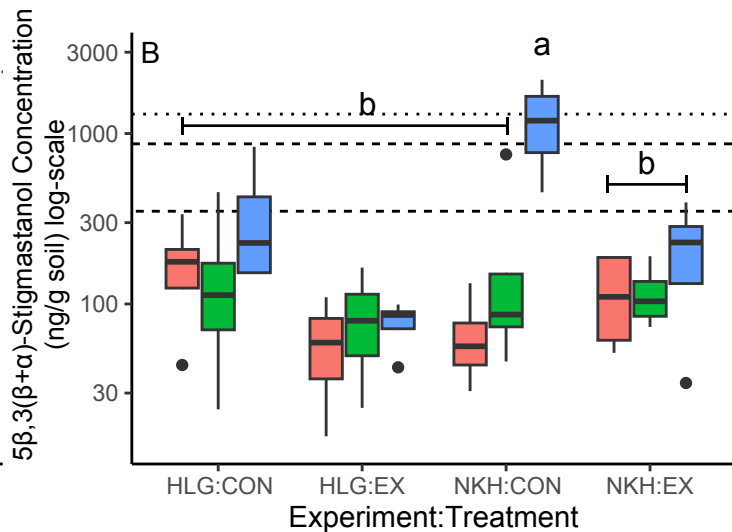 5β,3(β+α)-Stigmastanol Concentration
(ng/g soil) log-scale
B
a
b
b
3000
1000
300
100
30
HLG:CON HLG:EX NKH:CON NKH:EX
Experiment:Treatment